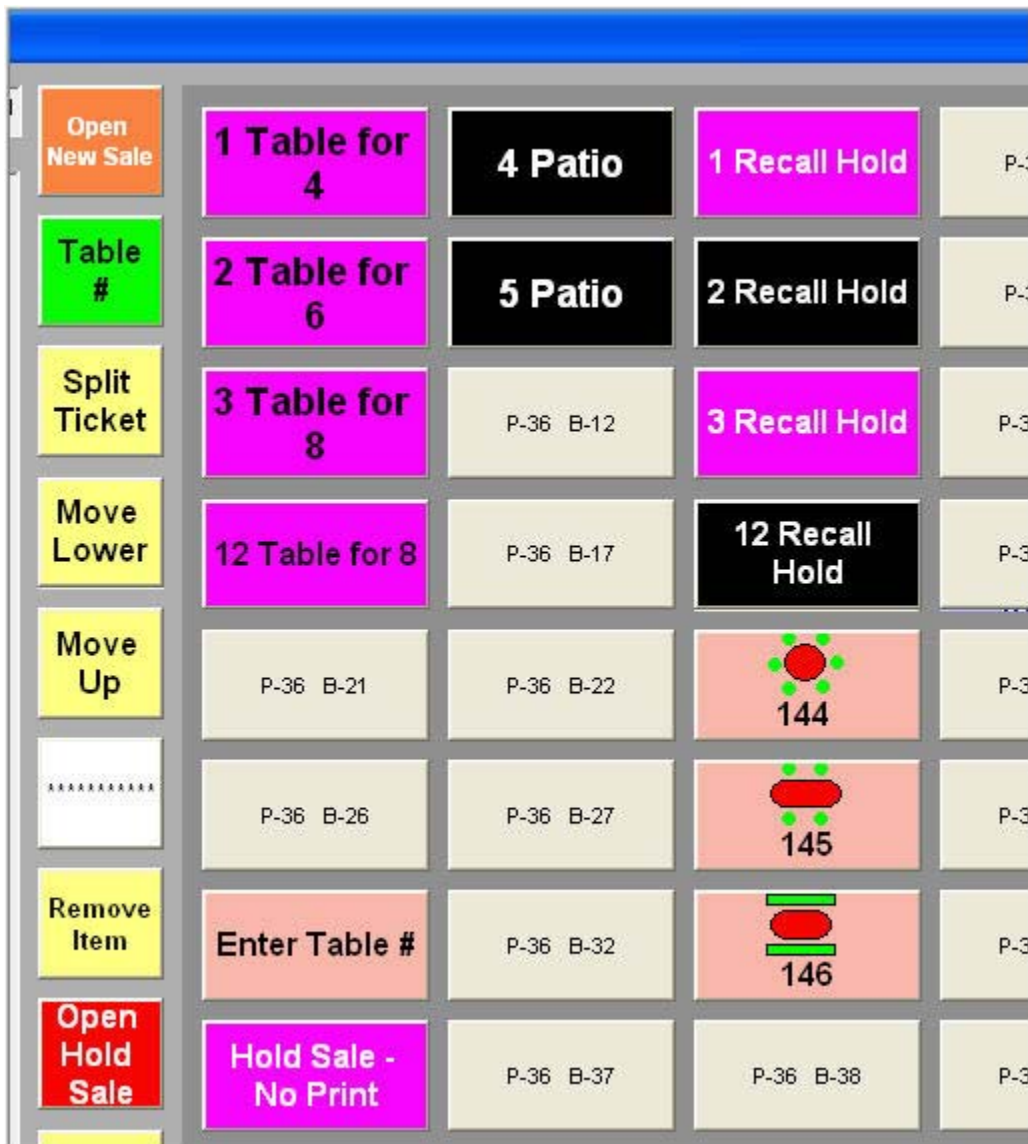 Open
New Sale
Table
#
Split
Ticket
Move
Lower
Move
Up
***********
Remove
Item
Open
Hold
Sale
1 Table for
4
4 Patio
1 Recall Hold
2 Table for
6
5 Patio
2 Recall Hold
3 Table for
8
P-36 B-12
3 Recall Hold
12 Table for 8
P-36 B-17
12 Recall
Hold
P-36 B-21
P-36 B-22
144
P-36 B-26
P-36 B-27
145
Enter Table #
P-36 B-32
146
Hold Sale -
No Print
P-36 B-37
P-36 B-38